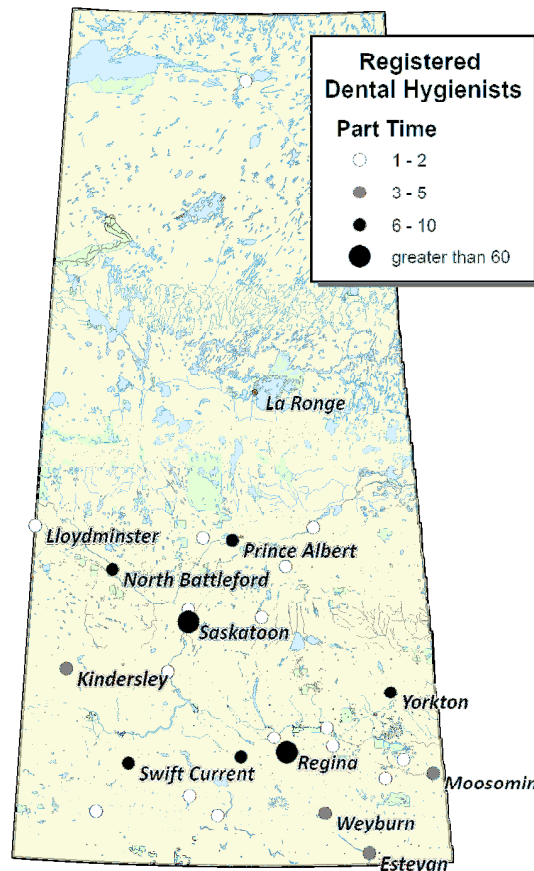 Registered
Dental Hygienists
Part Time
1 - 2
3 - 5
6 - 10
greater than 60
La Ronge
Lloydminster
Prince Albert
North Battleford
Saskatoon
Kindersley
Yorkton
Regina
Swift Current
Moosomin
Weyburn
Estevan